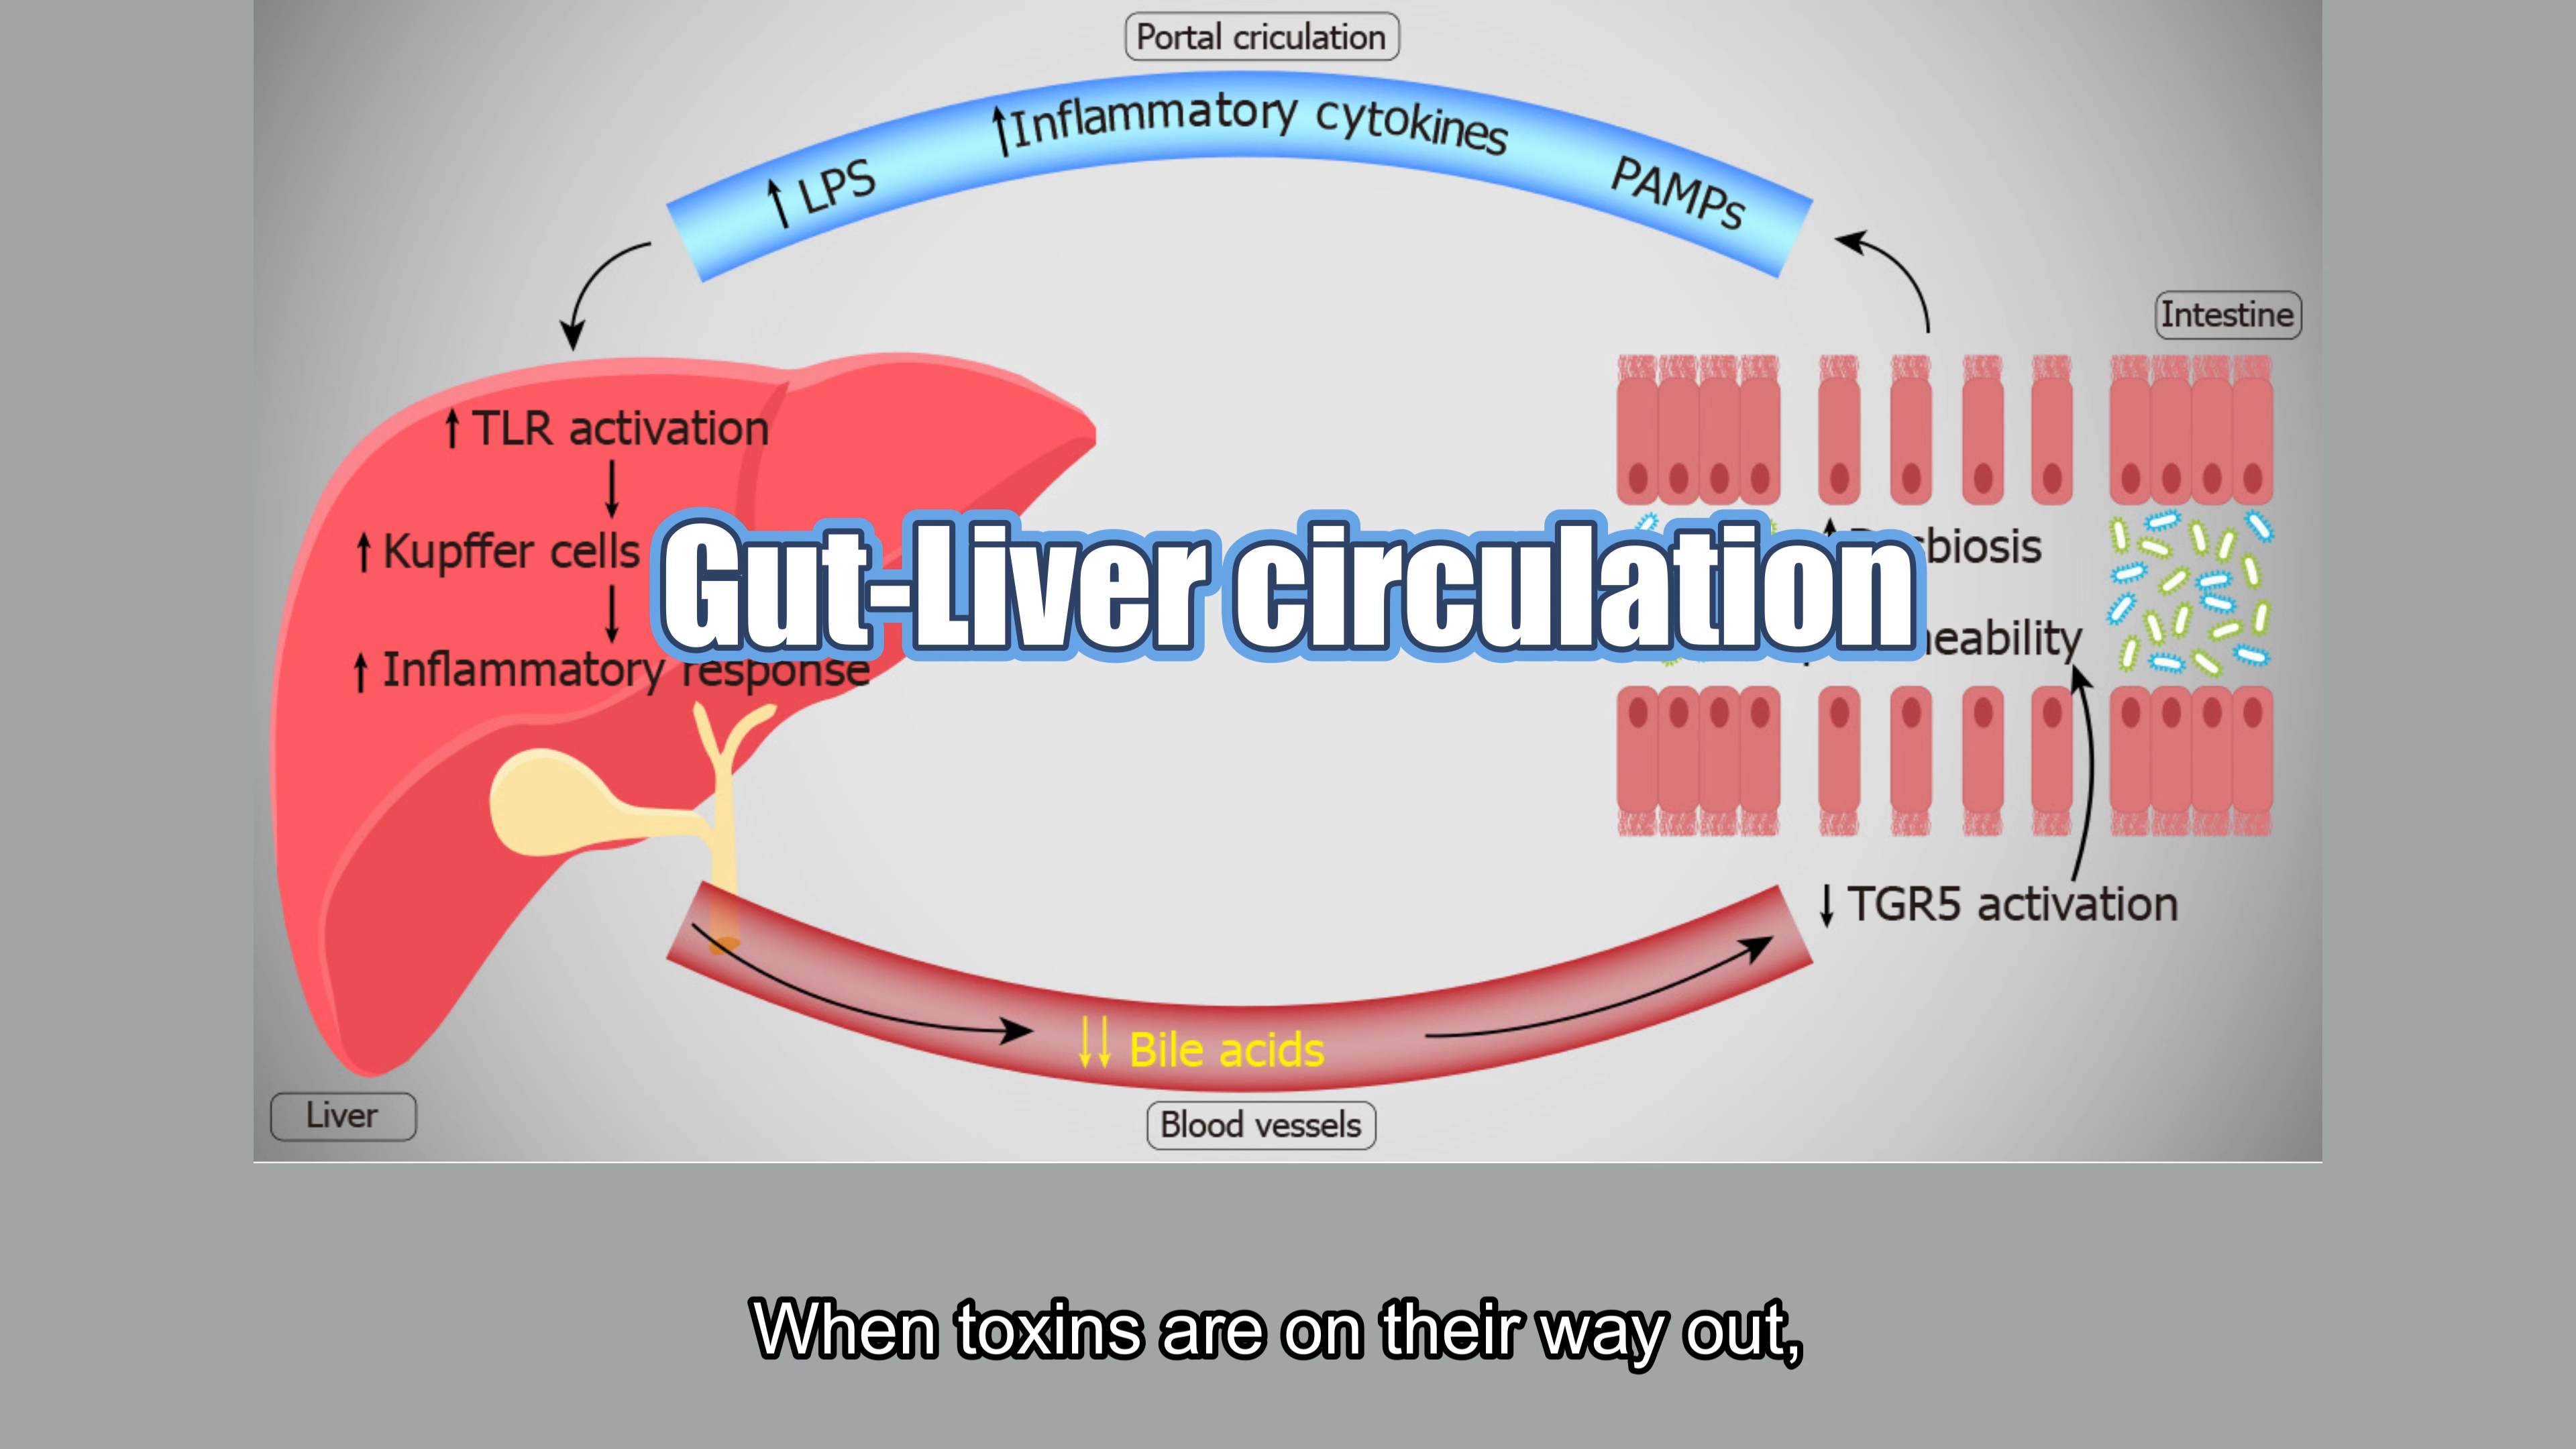 Portal criculation
↑Inflammatory cytokines
↑ LPS
PAMPs
Intestine
↑ TLR activation
↑ Kupffer cells
↑ Inflammatory response
Gut-Liver circulation
↓ TGR5 activation
↓↓ Bile acids
Liver
Blood vessels
When toxins are on their way out,